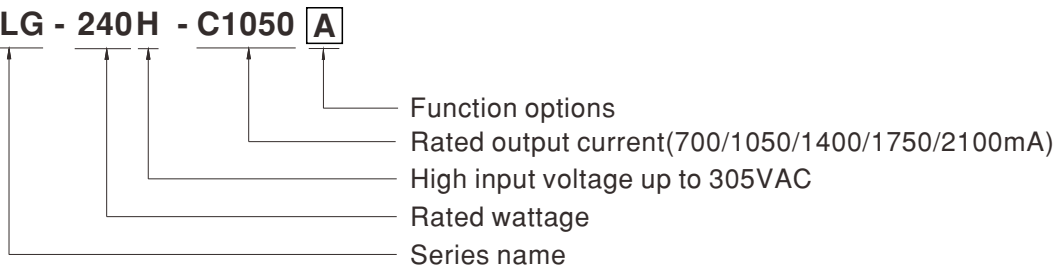 LG - 240H - C1050 A
Function options
Rated output current(700/1050/1400/1750/2100mA)
High input voltage up to 305VAC
Rated wattage
Series name